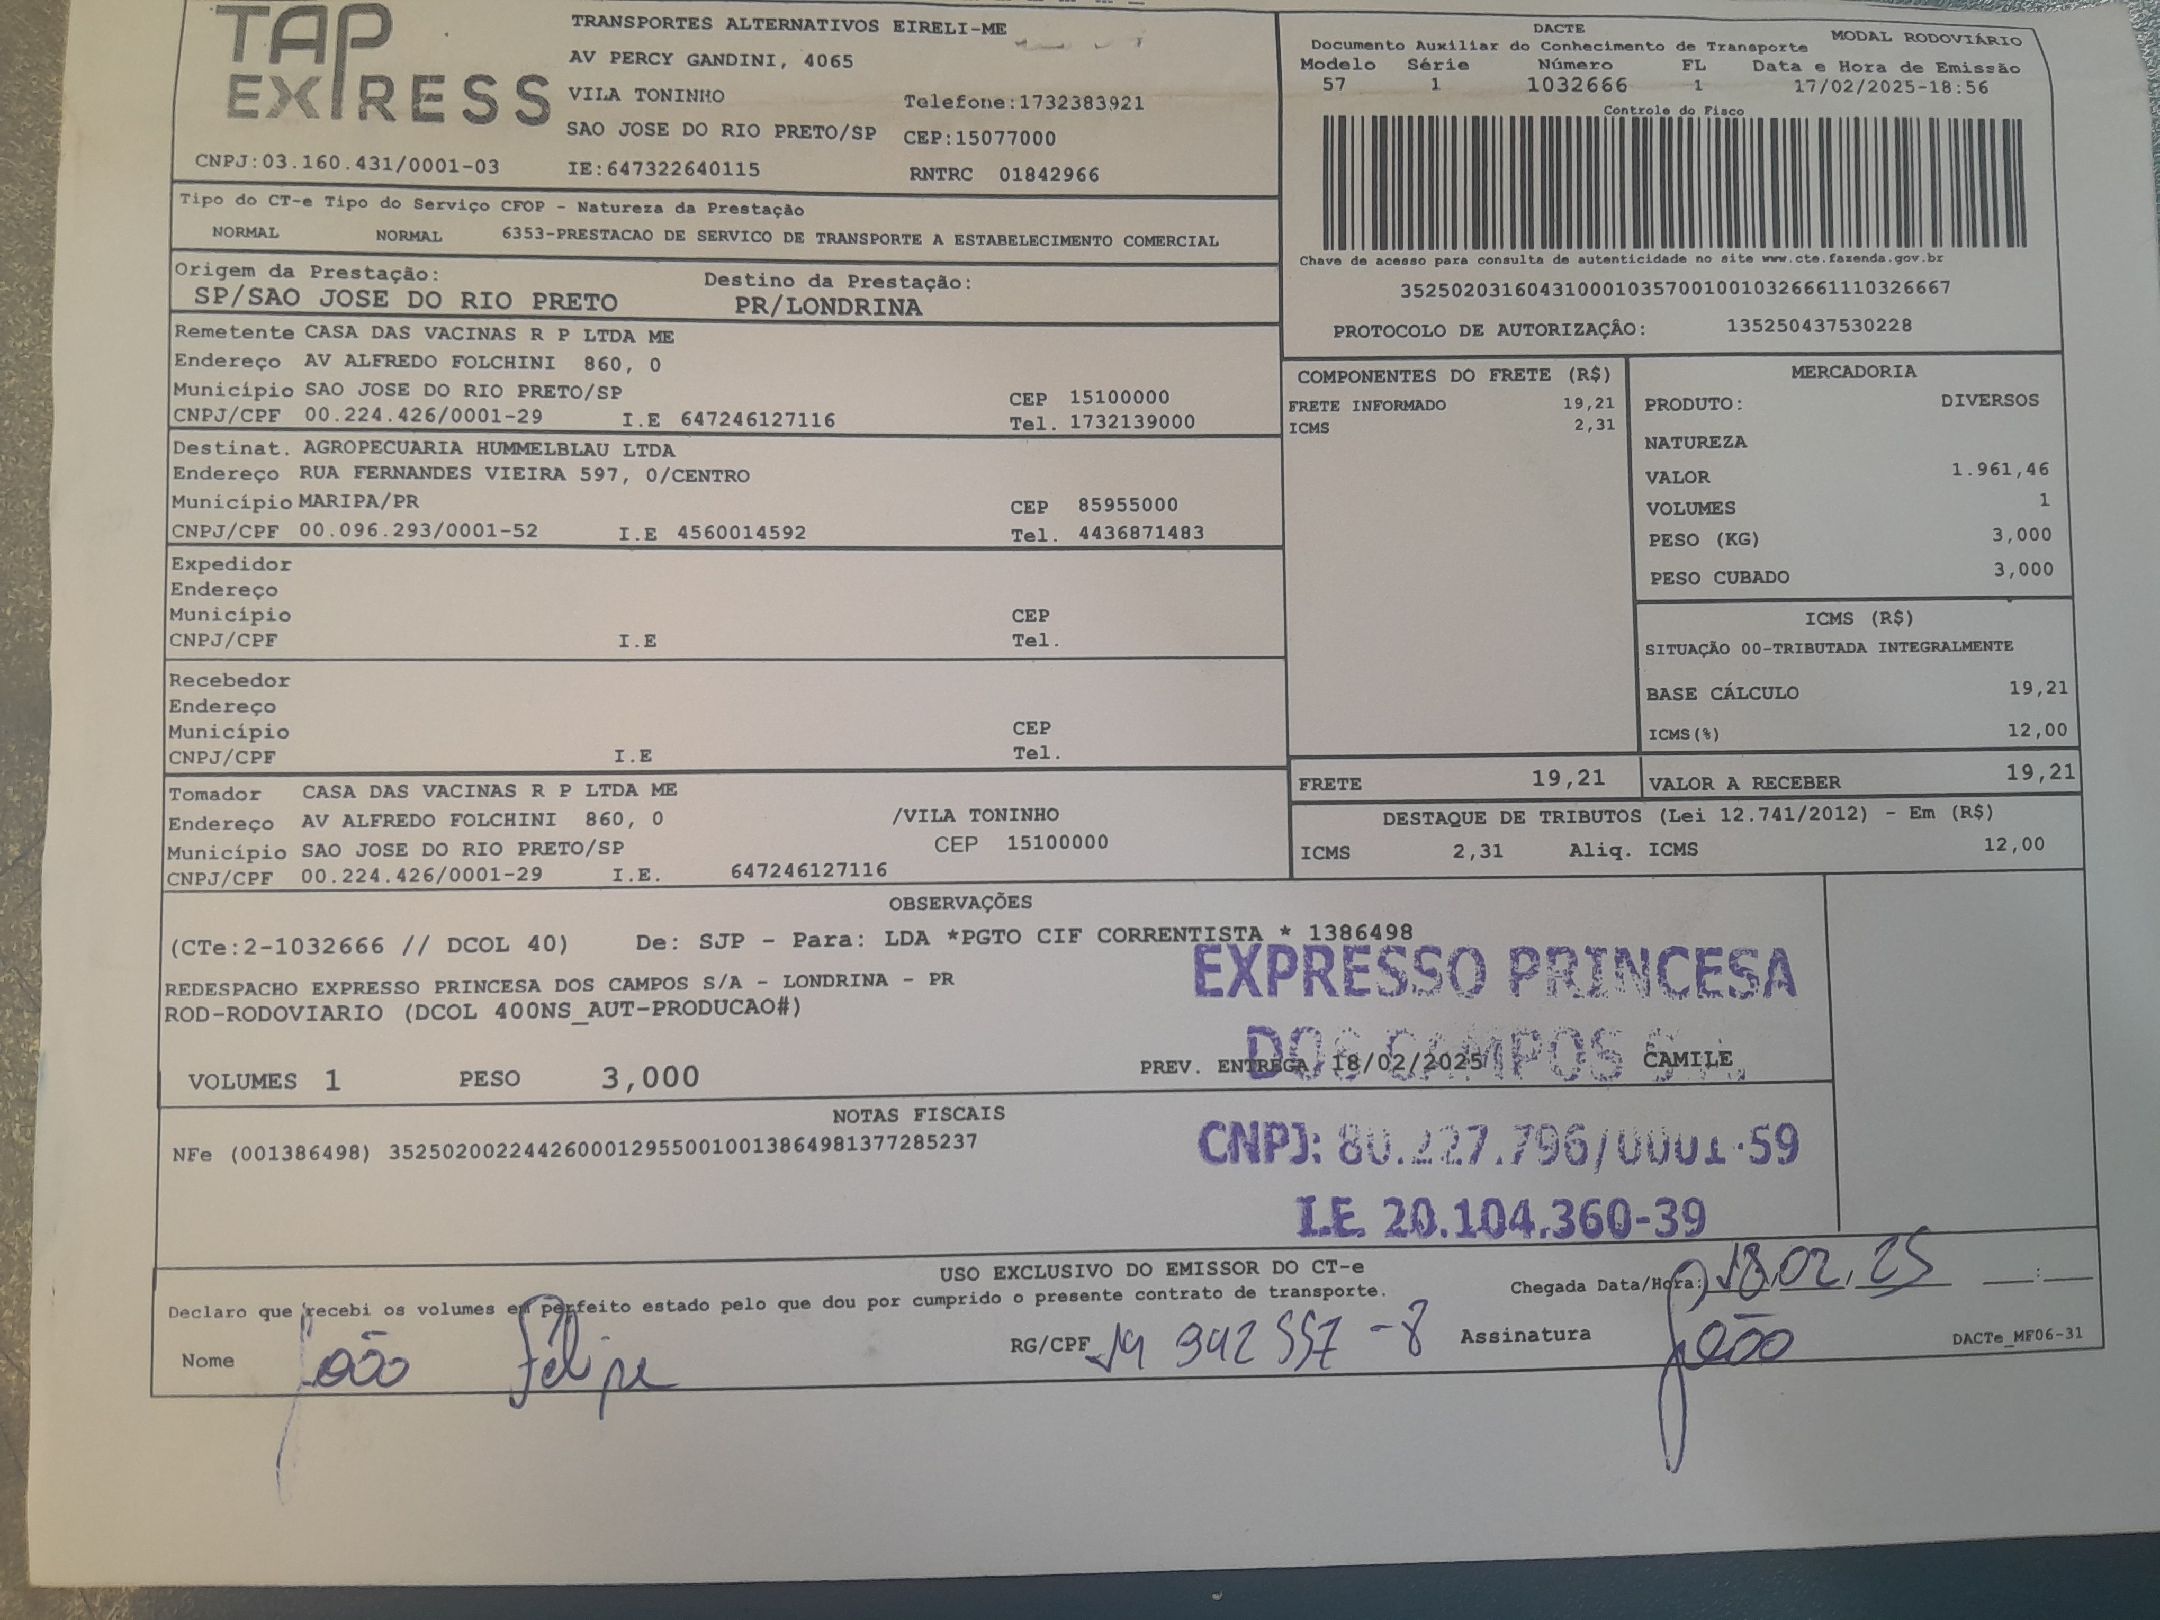 TAP EXPRESS
TRANSPORTES ALTERNATIVOS EIRELI-ME
AV PERCY GANDINI, 4065
VILA TONINHO Telefone:1732383921
SAO JOSE DO RIO PRETO/SP CEP:15077000
CNPJ:03.160.431/0001-03 IE:647322640115 RNTRC 01842966
DACTE
Documento Auxiliar do Conhecimento de Transporte MODAL RODOVIÁRIO
Modelo Série Número FL Data e Hora de Emissão
57 1 1032666 1 17/02/2025-18:56
Controle do Fisco
Chave de acesso para consulta de autenticidade no site www.cte.fazenda.gov.br
35250203160431000103570010010326661110326667
PROTOCOLO DE AUTORIZAÇÂO: 135250437530228
Tipo do CT-e Tipo do Serviço CFOP - Natureza da Prestação
NORMAL NORMAL 6353-PRESTACAO DE SERVICO DE TRANSPORTE A ESTABELECIMENTO COMERCIAL
Origem da Prestação: Destino da Prestação:
SP/SAO JOSE DO RIO PRETO PR/LONDRINA
Remetente CASA DAS VACINAS R P LTDA ME
Endereço AV ALFREDO FOLCHINI 860, 0
Município SAO JOSE DO RIO PRETO/SP CEP 15100000
CNPJ/CPF 00.224.426/0001-29 I.E 647246127116 Tel. 1732139000
Destinat. AGROPECUARIA HUMMELBLAU LTDA
Endereço RUA FERNANDES VIEIRA 597, 0/CENTRO
Município MARIPA/PR CEP 85955000
CNPJ/CPF 00.096.293/0001-52 I.E 4560014592 Tel. 4436871483
Expedidor
Endereço
Município CEP
CNPJ/CPF I.E Tel.
Recebedor
Endereço
Município CEP
CNPJ/CPF I.E Tel.
Tomador CASA DAS VACINAS R P LTDA ME
Endereço AV ALFREDO FOLCHINI 860, 0 /VILA TONINHO
Município SAO JOSE DO RIO PRETO/SP CEP 15100000
CNPJ/CPF 00.224.426/0001-29 I.E. 647246127116
COMPONENTES DO FRETE (R$)
FRETE INFORMADO 19,21
ICMS 2,31
MERCADORIA
PRODUTO: DIVERSOS
NATUREZA
VALOR 1.961,46
VOLUMES 1
PESO (KG) 3,000
PESO CUBADO 3,000
ICMS (R$)
SITUAÇÃO 00-TRIBUTADA INTEGRALMENTE
BASE CÁLCULO 19,21
ICMS(%) 12,00
FRETE 19,21 VALOR A RECEBER 19,21
DESTAQUE DE TRIBUTOS (Lei 12.741/2012) - Em (R$)
ICMS 2,31 Aliq. ICMS 12,00
OBSERVAÇÕES
(CTe:2-1032666 // DCOL 40) De: SJP - Para: LDA *PGTO CIF CORRENTISTA * 1386498
REDESPACHO EXPRESSO PRINCESA DOS CAMPOS S/A - LONDRINA - PR
ROD-RODOVIARIO (DCOL 400NS_AUT-PRODUCAO#)
VOLUMES 1 PESO 3,000 PREV. ENTREGA 18/02/2025 CAMILE
EXPRESSO PRINCESA
DOS CAMPOS
CNPJ: 80.227.796/0001-59
I.E. 20.104.360-39
NOTAS FISCAIS
NFe (001386498) 35250200224426000129550010013864981377285237
USO EXCLUSIVO DO EMISSOR DO CT-e
Declaro que recebi os volumes em perfeito estado pelo que dou por cumprido o presente contrato de transporte. Chegada Data/Hora: 18.02.25 __:__
Nome João Felipe RG/CPF 14 342 557-8 Assinatura João DACTe_MF06-31